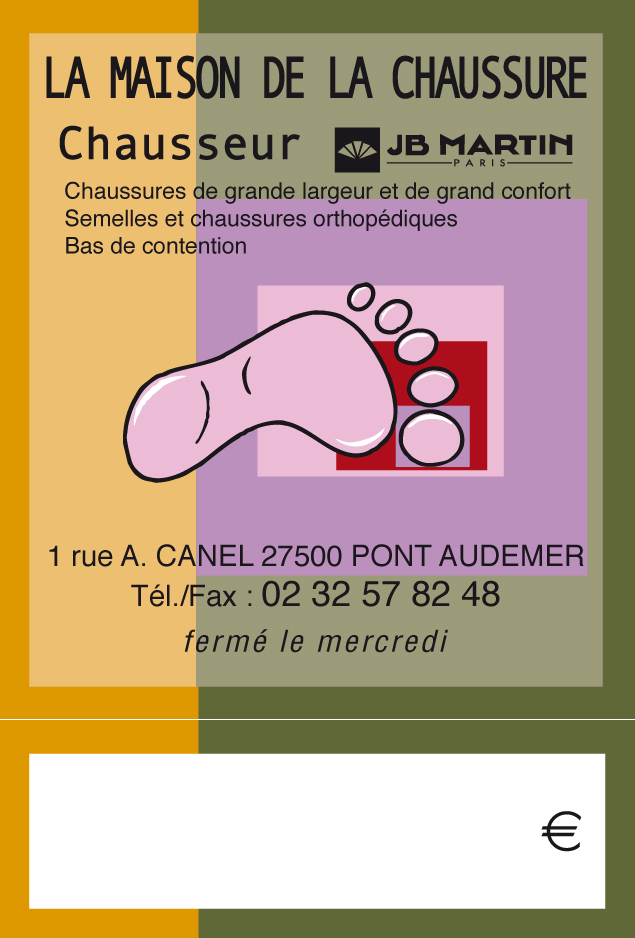 LA MAISON DE LA CHAUSSURE
Chausseur JB MARTIN
PARIS
Chaussures de grande largeur et de grand confort
Semelles et chaussures orthopédiques
Bas de contention
1 rue A. CANEL 27500 PONT AUDEMER
Tél./Fax : 02 32 57 82 48
fermé le mercredi
€